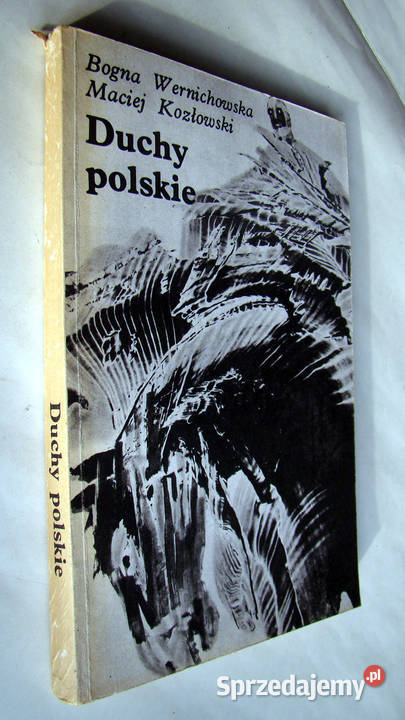 Bogna Wernichowska
Maciej Kozłowski
Duchy
polskie
Duchy polskie
Sprzedajemy.pl